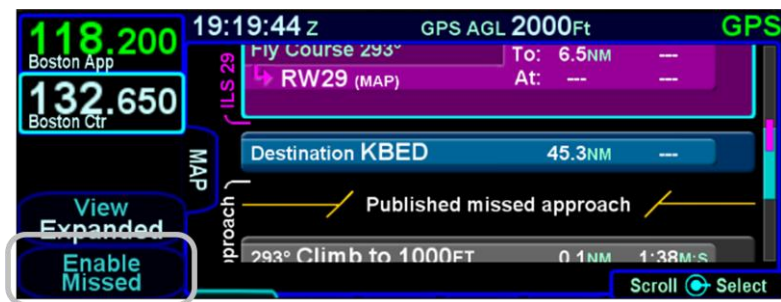 118.200
Boston App
132.650
Boston Ctr
19:19:44 Z GPS AGL 2000Ft GPS
ILS 29
Fly Course 293° To: 6.5NM ---
RW29 (MAP) At: --- ---
MAP
Destination KBED 45.3NM ---
proach
Published missed approach
View
Expanded
293° Climb to 1000FT 0.1NM 1:38M:S
Enable
Missed
Scroll Select